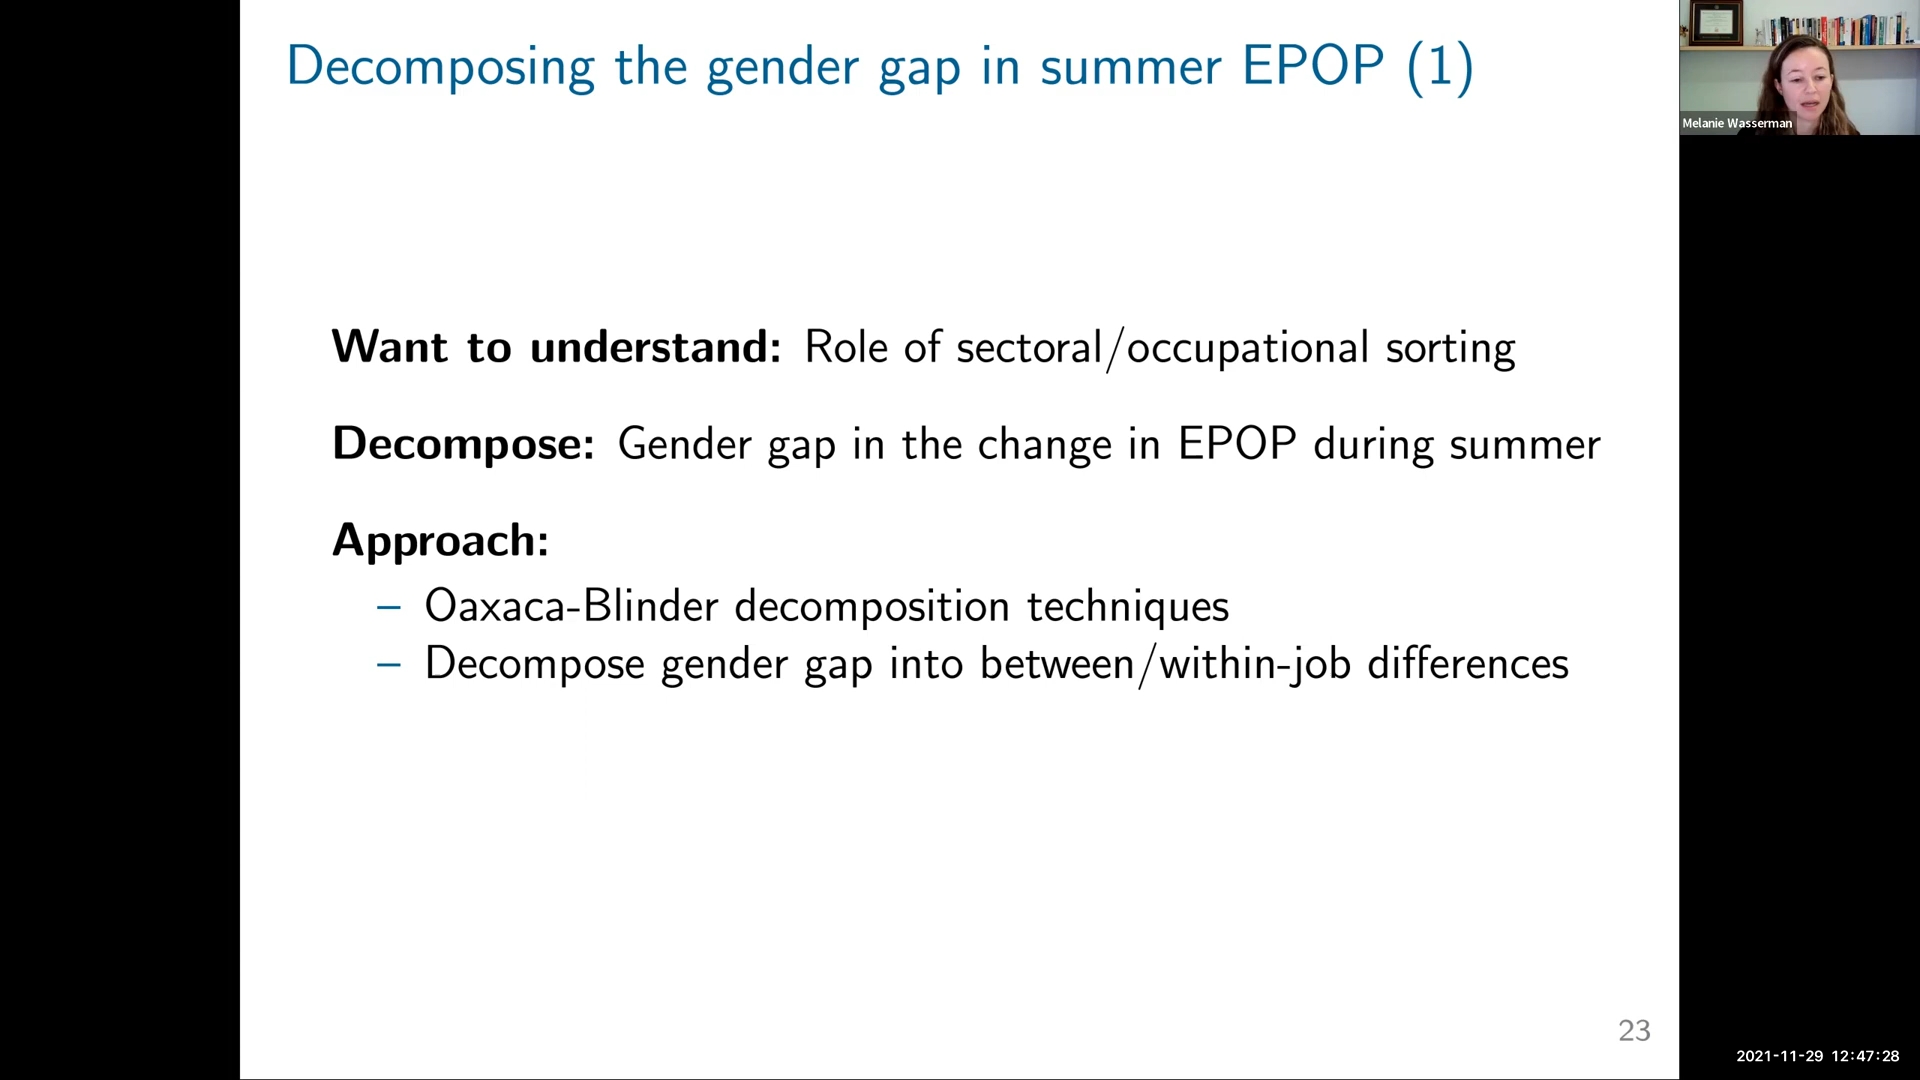 Decomposing the gender gap in summer EPOP (1)
Melanie Wasserman
Want to understand: Role of sectoral/occupational sorting
Decompose: Gender gap in the change in EPOP during summer
Approach:
– Oaxaca-Blinder decomposition techniques
– Decompose gender gap into between/within-job differences
23
2021-11-29 12:47:28